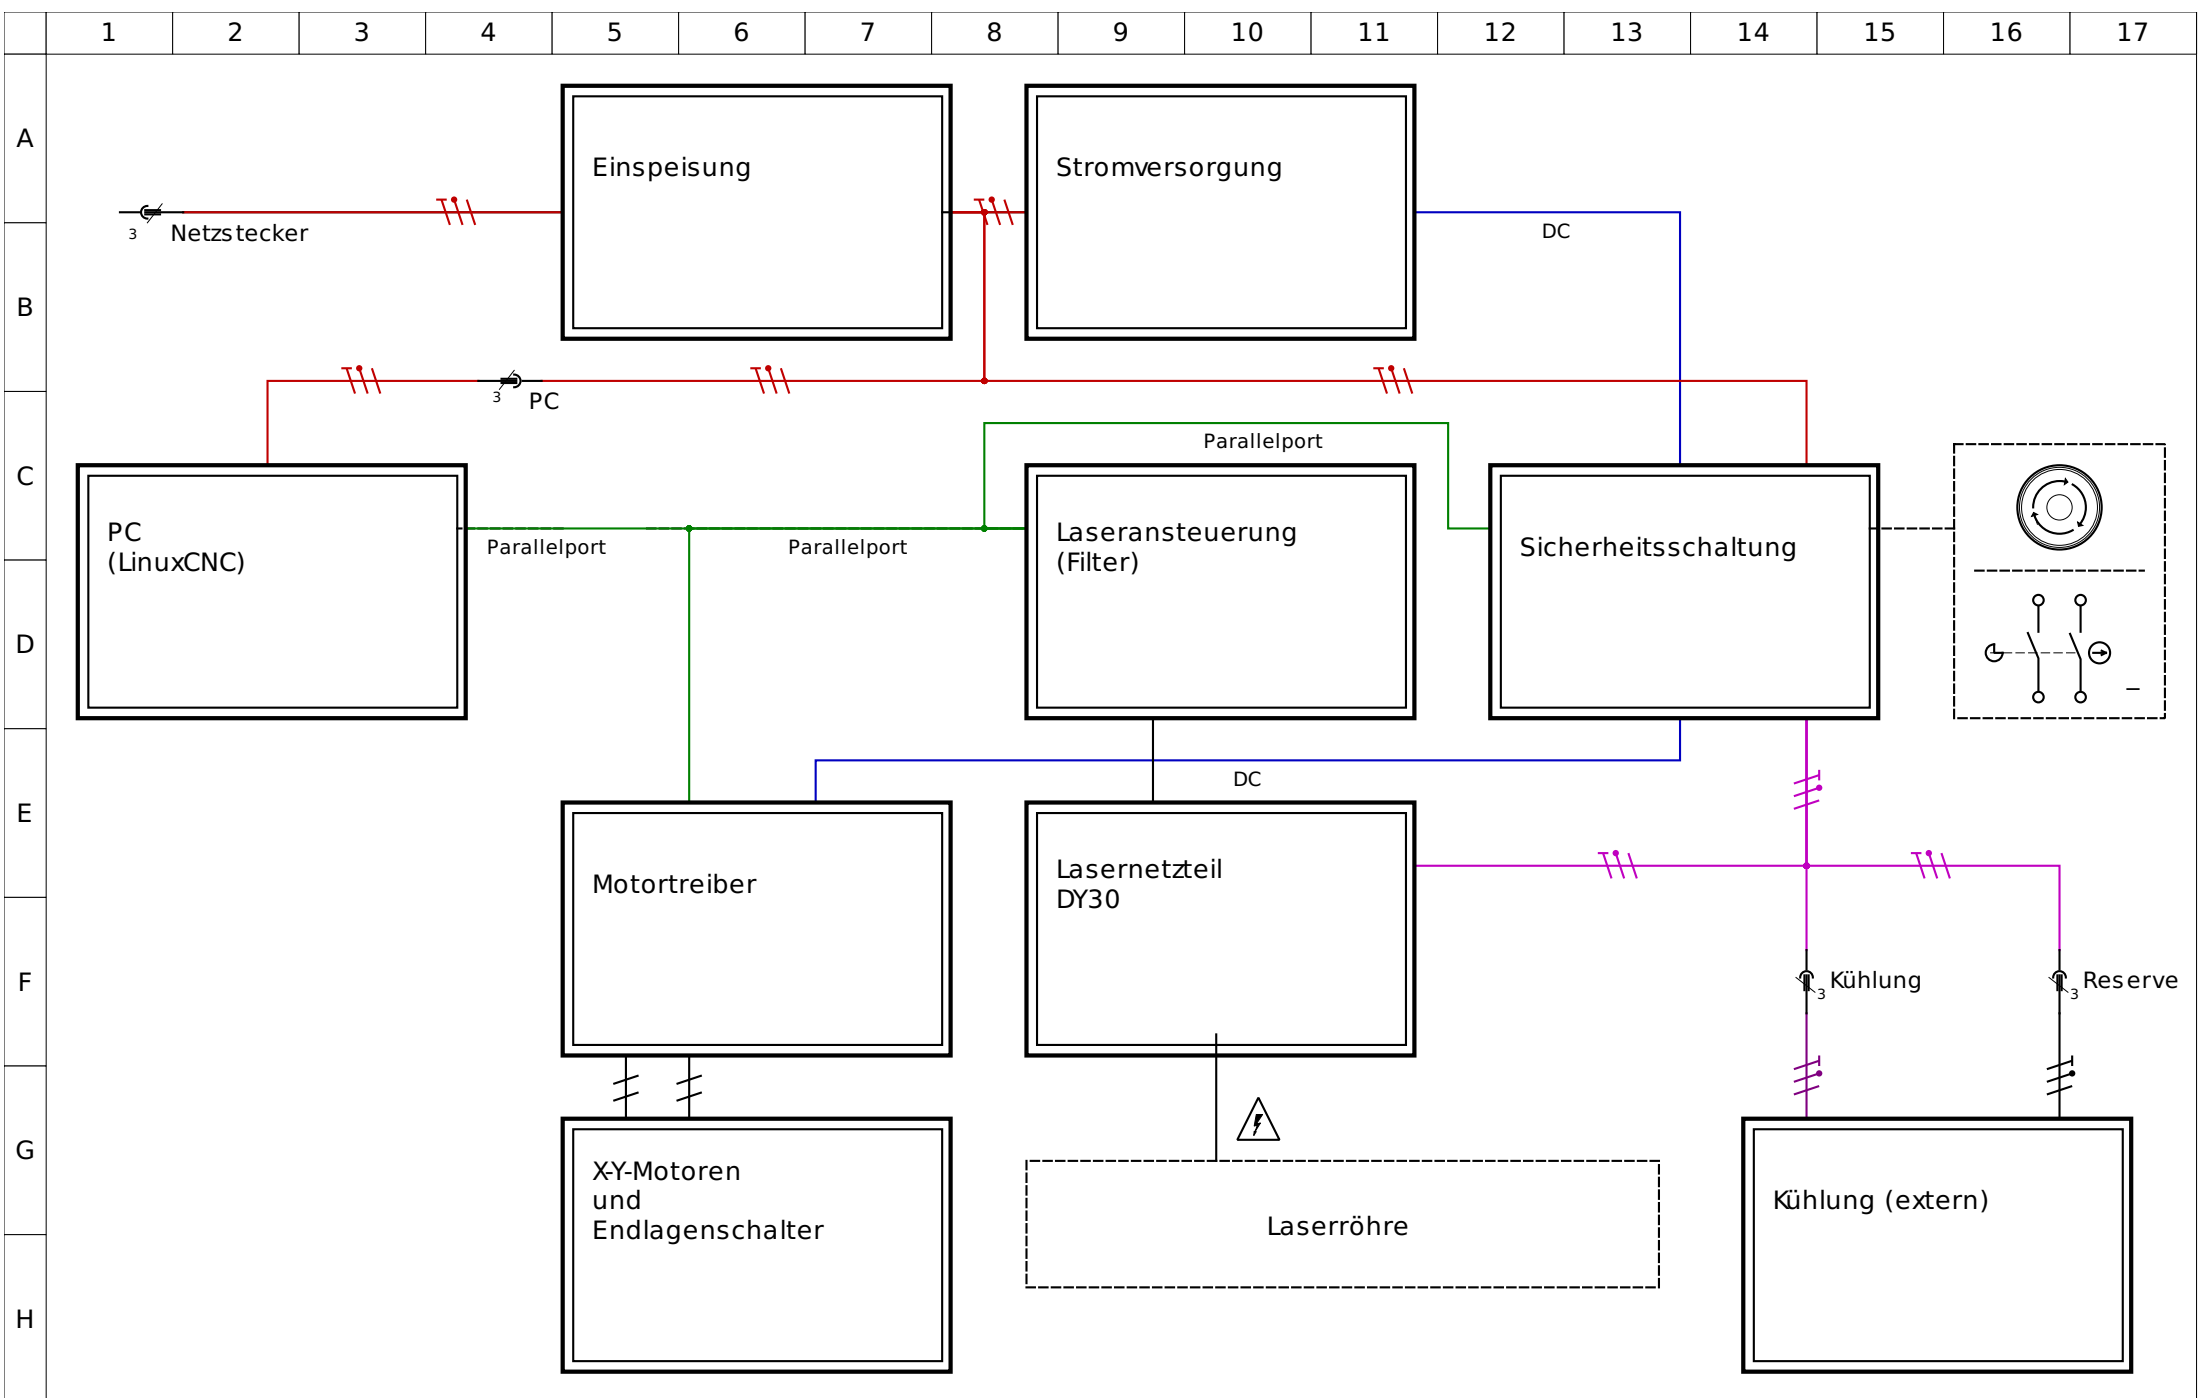 1 2 3 4 5 6 7 8 9 10 11 12 13 14 15 16 17
A
Einspeisung
Stromversorgung
3
Netzstecker
DC
B
3
PC
Parallelport
C
PC
(LinuxCNC)
Parallelport
Parallelport
Laseransteuerung
(Filter)
Sicherheitsschaltung
D
DC
E
Motortreiber
Lasernetzteil
DY30
F
3
Kühlung
3
Reserve
G
X-Y-Motoren
und
Endlagenschalter
Laserröhre
Kühlung (extern)
H